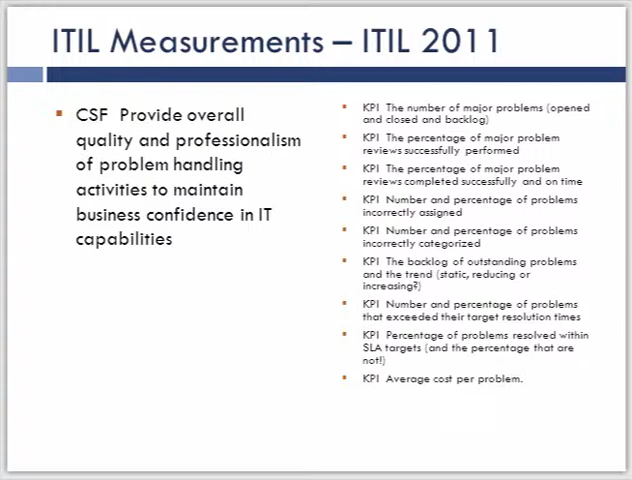 ITIL Measurements – ITIL 2011
CSF Provide overall
quality and professionalism
of problem handling
activities to maintain
business confidence in IT
capabilities
KPI The number of major problems (opened
and closed and backlog)
KPI The percentage of major problem
reviews successfully performed
KPI The percentage of major problem
reviews completed successfully and on time
KPI Number and percentage of problems
incorrectly assigned
KPI Number and percentage of problems
incorrectly categorized
KPI The backlog of outstanding problems
and the trend (static, reducing or
increasing?)
KPI Number and percentage of problems
that exceeded their target resolution times
KPI Percentage of problems resolved within
SLA targets (and the percentage that are
not!)
KPI Average cost per problem.